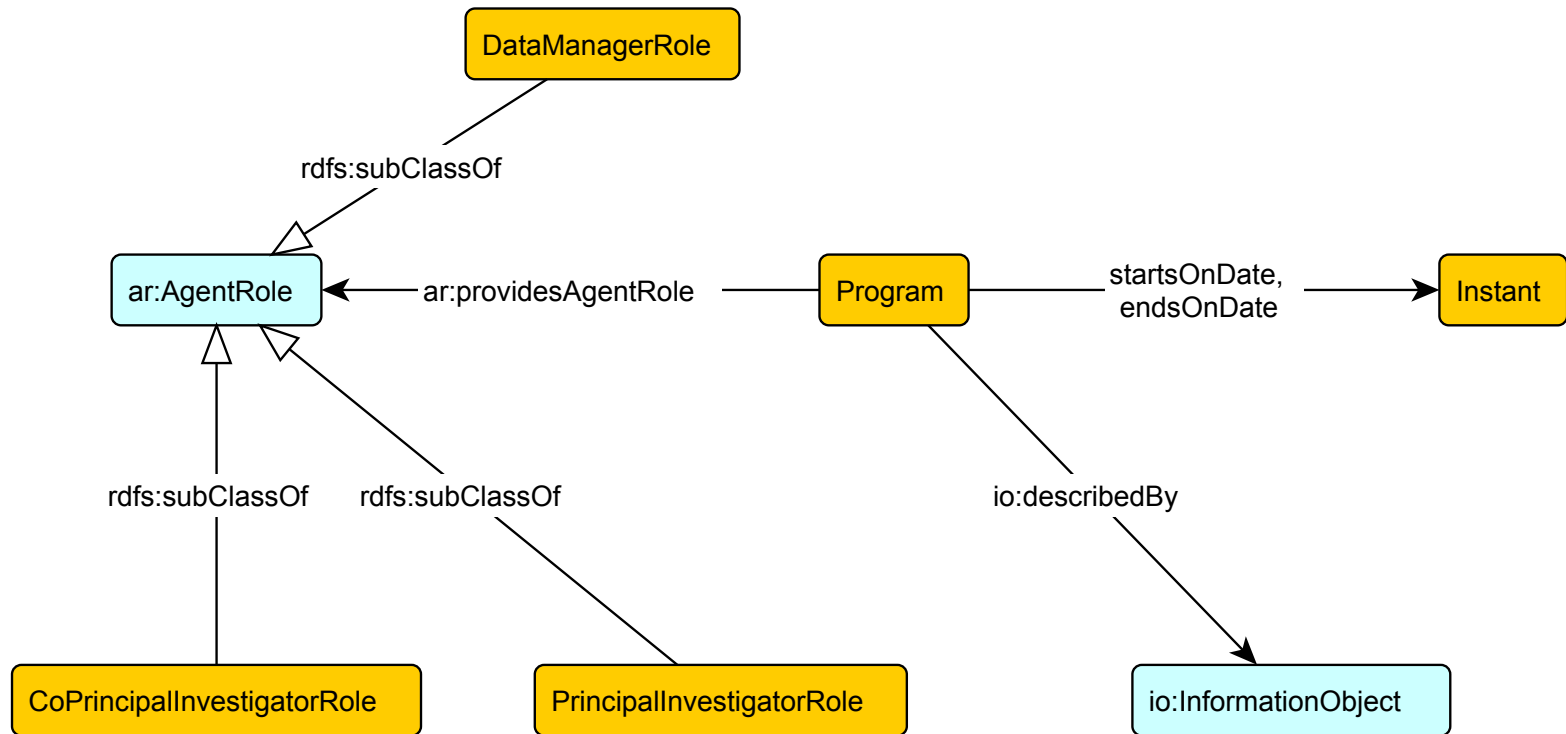 DataManagerRole
rdfs:subClassOf
ar:AgentRole
ar:providesAgentRole
Program
startsOnDate,
endsOnDate
Instant
rdfs:subClassOf
rdfs:subClassOf
io:describedBy
CoPrincipalInvestigatorRole
PrincipalInvestigatorRole
io:InformationObject